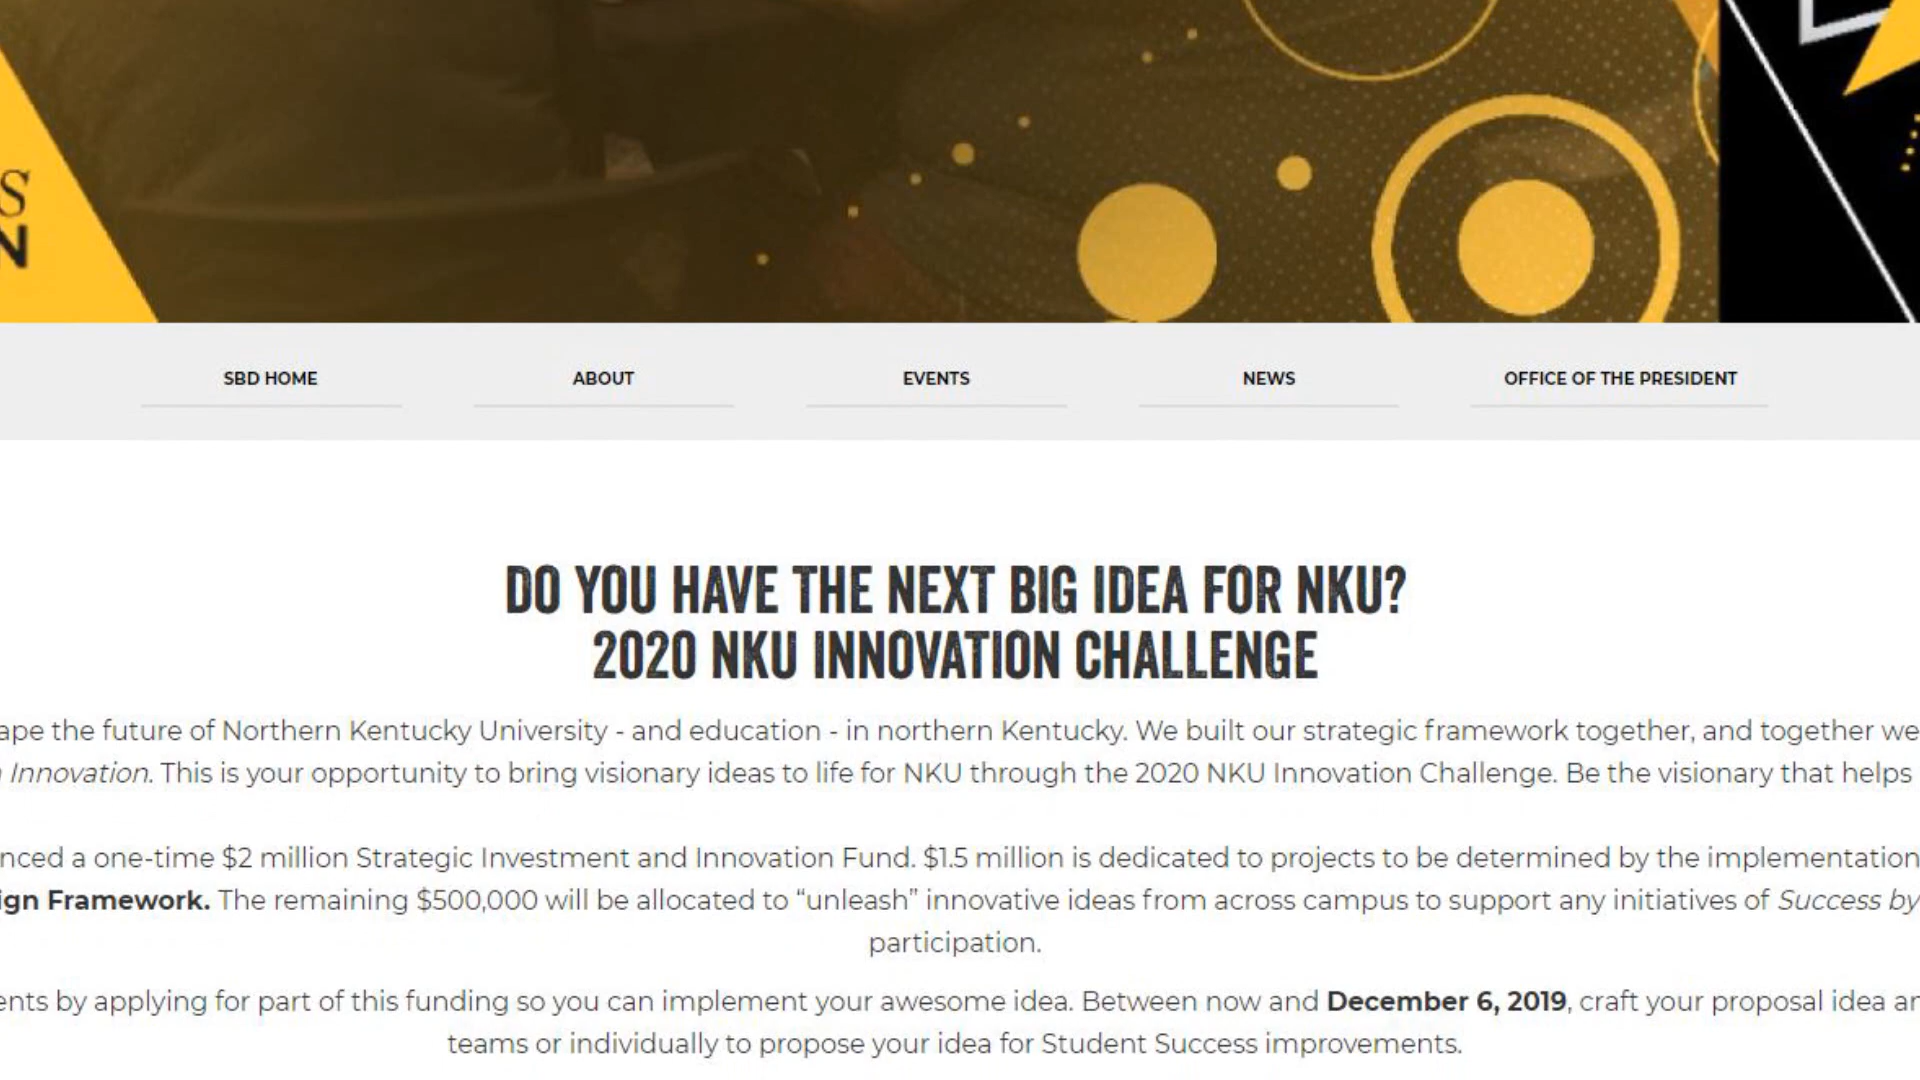 S
N
SBD HOME ABOUT EVENTS NEWS OFFICE OF THE PRESIDENT
DO YOU HAVE THE NEXT BIG IDEA FOR NKU?
2020 NKU INNOVATION CHALLENGE
ape the future of Northern Kentucky University - and education - in northern Kentucky. We built our strategic framework together, and together we
Innovation. This is your opportunity to bring visionary ideas to life for NKU through the 2020 NKU Innovation Challenge. Be the visionary that helps
nced a one-time $2 million Strategic Investment and Innovation Fund. $1.5 million is dedicated to projects to be determined by the implementation
ign Framework. The remaining $500,000 will be allocated to “unleash” innovative ideas from across campus to support any initiatives of Success by
participation.
ents by applying for part of this funding so you can implement your awesome idea. Between now and December 6, 2019, craft your proposal idea an
teams or individually to propose your idea for Student Success improvements.